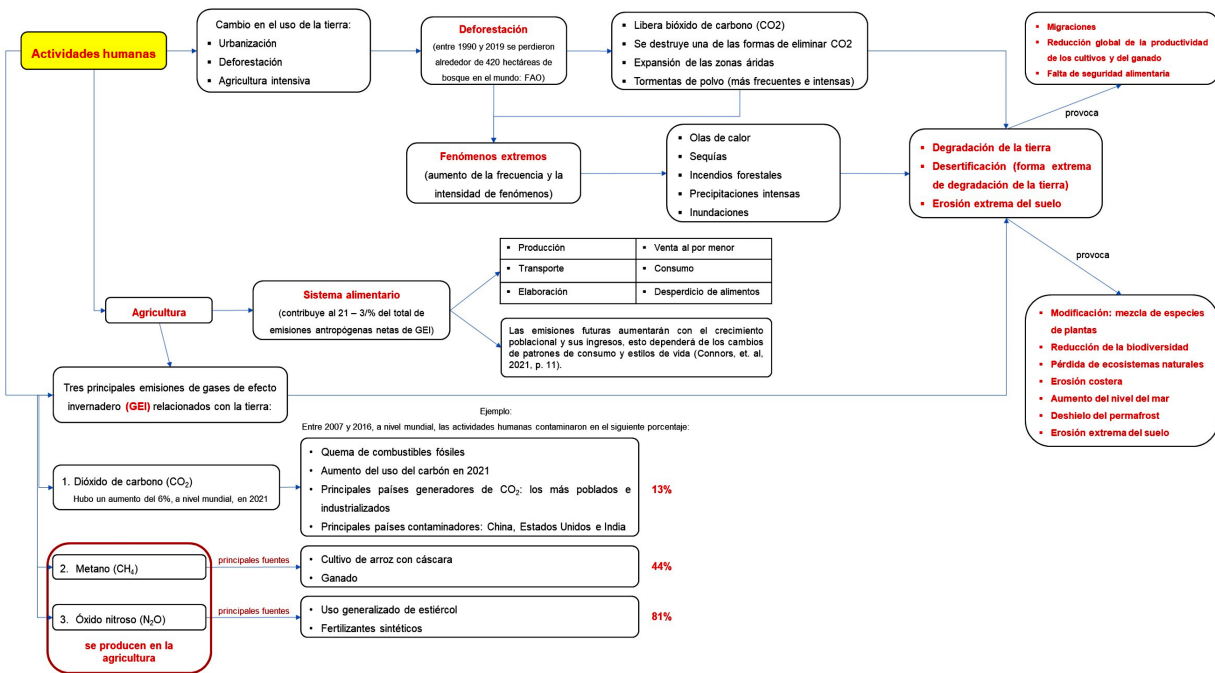 Actividades humanas
Cambio en el uso de la tierra:
▪ Urbanización
▪ Deforestación
▪ Agricultura intensiva
Deforestación
(entre 1990 y 2019 se perdieron
alrededor de 420 hectáreas de
bosque en el mundo: FAO)
▪ Libera bióxido de carbono (CO2)
▪ Se destruye una de las formas de eliminar CO2
▪ Expansión de las zonas áridas
▪ Tormentas de polvo (más frecuentes e intensas)
▪ Migraciones
▪ Reducción global de la productividad
de los cultivos y del ganado
▪ Falta de seguridad alimentaria
provoca
Fenómenos extremos
(aumento de la frecuencia y la
intensidad de fenómenos)
▪ Olas de calor
▪ Sequías
▪ Incendios forestales
▪ Precipitaciones intensas
▪ Inundaciones
▪ Degradación de la tierra
▪ Desertificación (forma extrema
de degradación de la tierra)
▪ Erosión extrema del suelo
provoca
Agricultura
Sistema alimentario
(contribuye al 21 – 3/% del total de
emisiones antropógenas netas de GEI)
▪ Producción
▪ Venta al por menor
▪ Transporte
▪ Consumo
▪ Elaboración
▪ Desperdicio de alimentos
Las emisiones futuras aumentarán con el crecimiento
poblacional y sus ingresos, esto dependerá de los cambios
de patrones de consumo y estilos de vida (Connors, et. al,
2021, p. 11).
▪ Modificación: mezcla de especies
de plantas
▪ Reducción de la biodiversidad
▪ Pérdida de ecosistemas naturales
▪ Erosión costera
▪ Aumento del nivel del mar
▪ Deshielo del permafrost
▪ Erosión extrema del suelo
Tres principales emisiones de gases de efecto
invernadero (GEI) relacionados con la tierra:
Ejemplo:
Entre 2007 y 2016, a nivel mundial, las actividades humanas contaminaron en el siguiente porcentaje:
1. Dióxido de carbono (CO₂)
Hubo un aumento del 6%, a nivel mundial, en 2021
• Quema de combustibles fósiles
• Aumento del uso del carbón en 2021
• Principales países generadores de CO₂: los más poblados e
industrializados
• Principales países contaminadores: China, Estados Unidos e India
13%
2. Metano (CH₄)
principales fuentes
• Cultivo de arroz con cáscara
• Ganado
44%
3. Óxido nitroso (N₂O)
principales fuentes
• Uso generalizado de estiércol
• Fertilizantes sintéticos
81%
se producen en la
agricultura